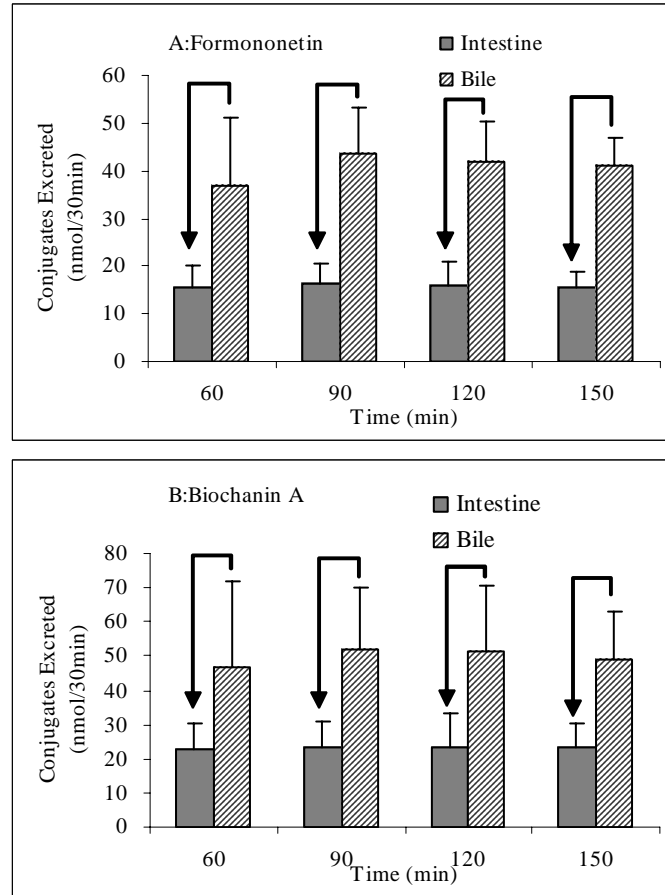 A:Formononetin
Intestine
Bile
60
50
40
30
20
10
0
Conjugates Excreted
(nmol/30min)
60 90 120 150
Time (min)
B:Biochanin A
Intestine
Bile
80
70
60
50
40
30
20
10
0
Conjugates Excreted
(nmol/30min)
60 90 120 150
Time (min)